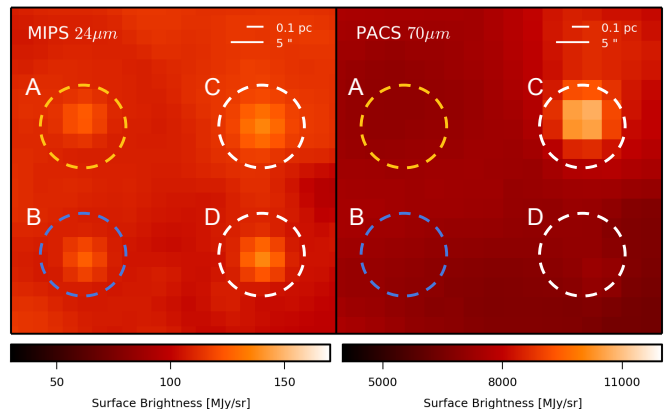 MIPS 24μm
0.1 pc
5 "
A
C
B
D
PACS 70μm
0.1 pc
5 "
A
C
B
D
50
100
150
Surface Brightness [MJy/sr]
5000
8000
11000
Surface Brightness [MJy/sr]